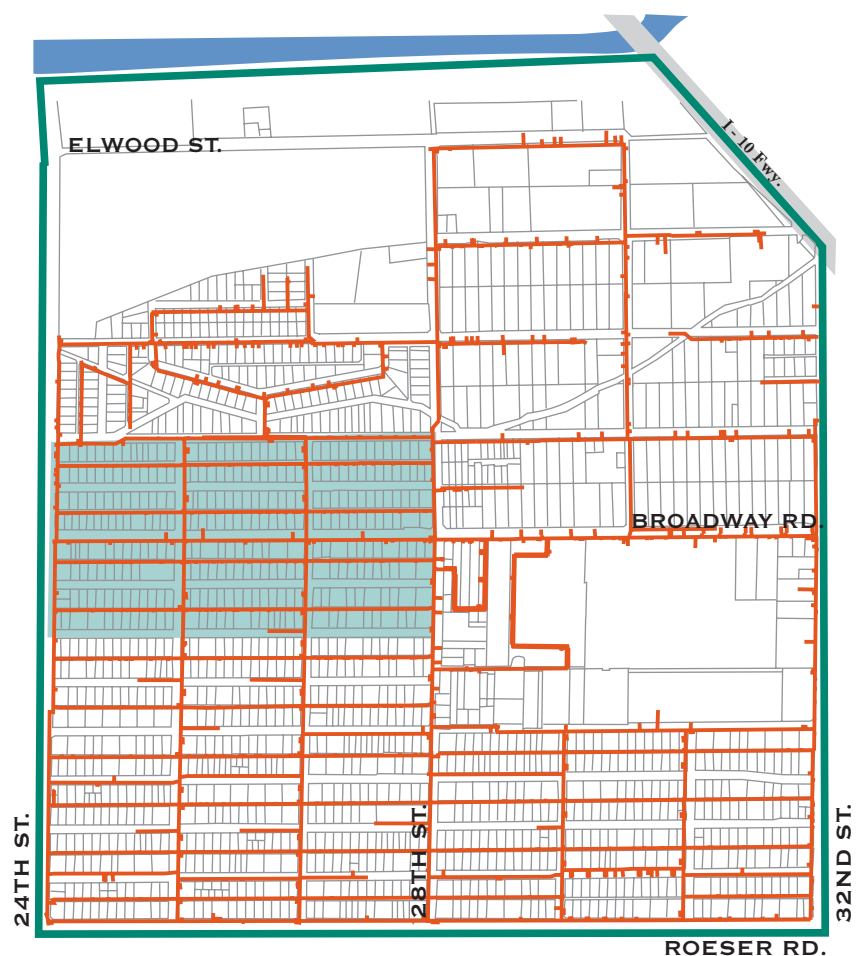 I - 10 Fwy.
ELWOOD ST.
BROADWAY RD.
24TH ST.
28TH ST.
32ND ST.
ROESER RD.